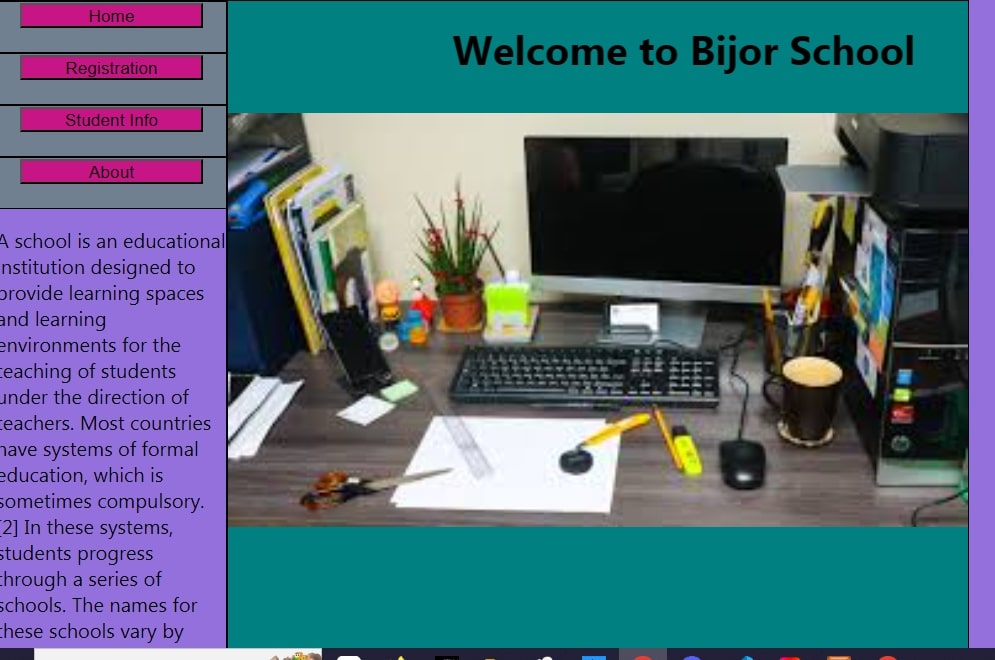 Home
Registration
Student Info
About
Welcome to Bijor School
A school is an educational
institution designed to
provide learning spaces
and learning
environments for the
teaching of students
under the direction of
teachers. Most countries
have systems of formal
education, which is
sometimes compulsory.
[2] In these systems,
students progress
through a series of
schools. The names for
these schools vary by